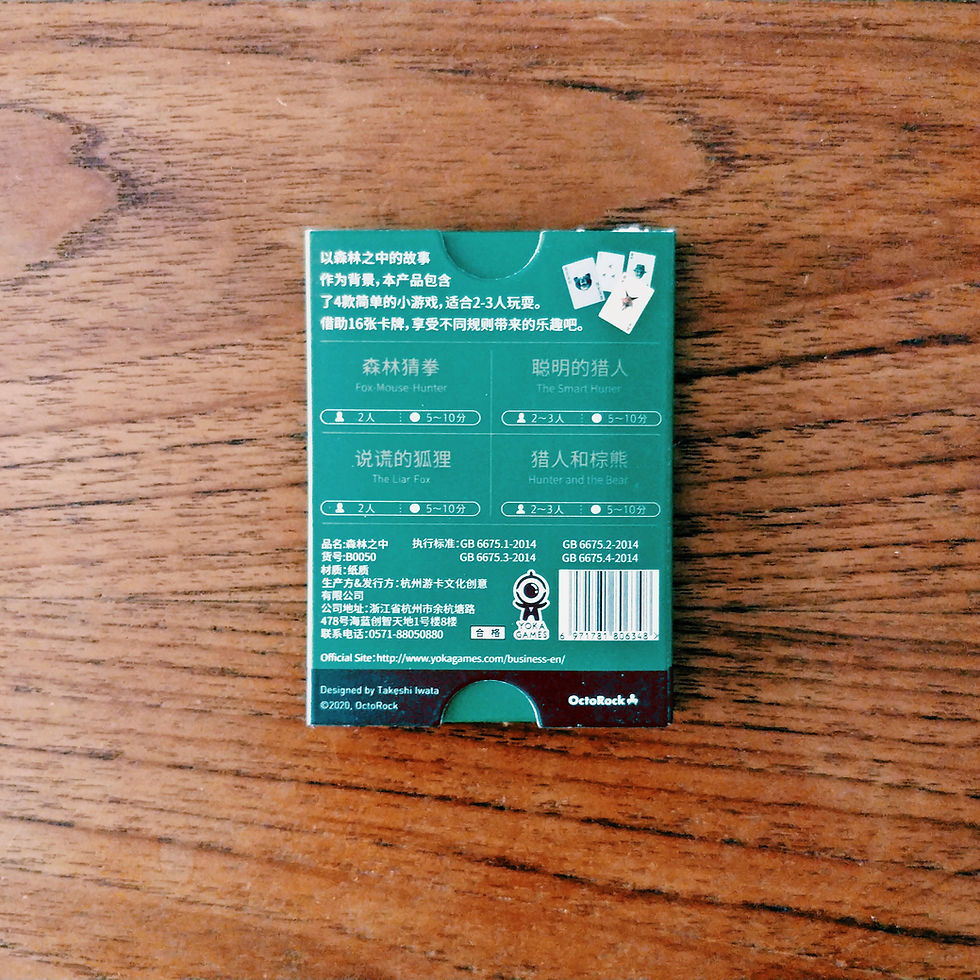 以森林之中的故事
作为背景，本产品包含
了4款简单的小游戏，适合2-3人玩耍。
借助16张卡牌，享受不同规则带来的乐趣吧。
森林猜拳
Fox-Mouse-Hunter
2人 5～10分
聪明的猎人
The Smart Huner
2～3人 5～10分
说谎的狐狸
The Liar Fox
2人 5～10分
猎人和棕熊
Hunter and the Bear
2～3人 5～10分
品名:森林之中
货号:B0050
材质：纸质
执行标准：GB 6675.1-2014 GB 6675.2-2014
GB 6675.3-2014 GB 6675.4-2014
生产方&发行方：杭州游卡文化创意
有限公司
公司地址：浙江省杭州市余杭塘路
478号海蓝创智天地1号楼8楼
联系电话:0571-88050880
合格
YOKA
GAMES
6 971781 806348
Official Site：http://www.yokagames.com/business-en/
Designed by Takeshi Iwata
©2020, OctoRock
OctoRock